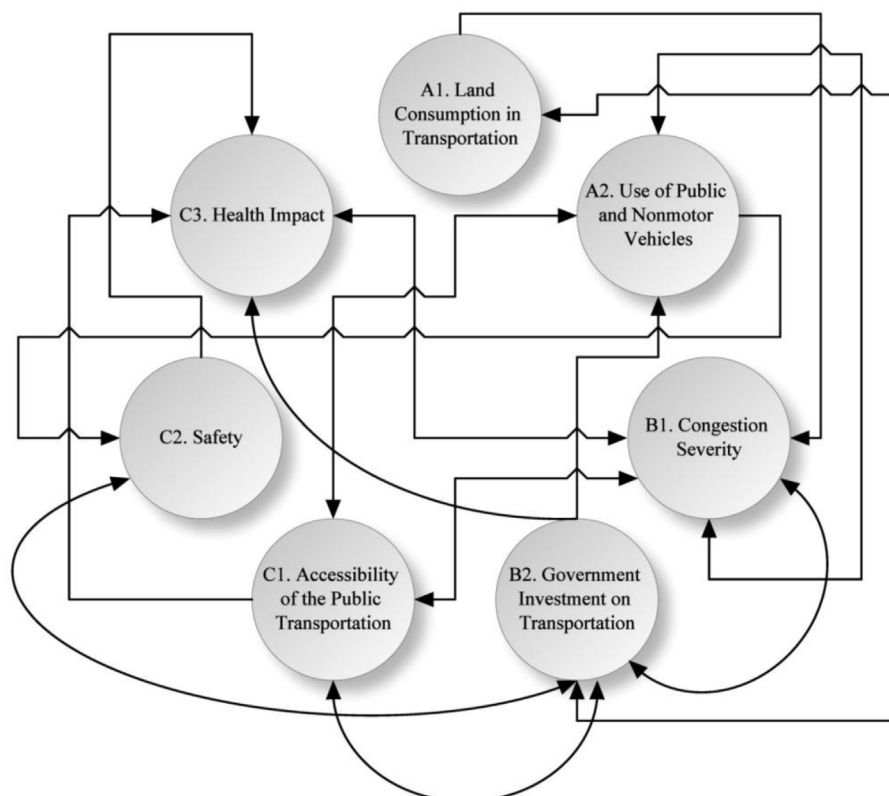 A1. Land
Consumption in
Transportation
C3. Health Impact
A2. Use of Public
and Nonmotor
Vehicles
C2. Safety
B1. Congestion
Severity
C1. Accessibility
of the Public
Transportation
B2. Government
Investment on
Transportation